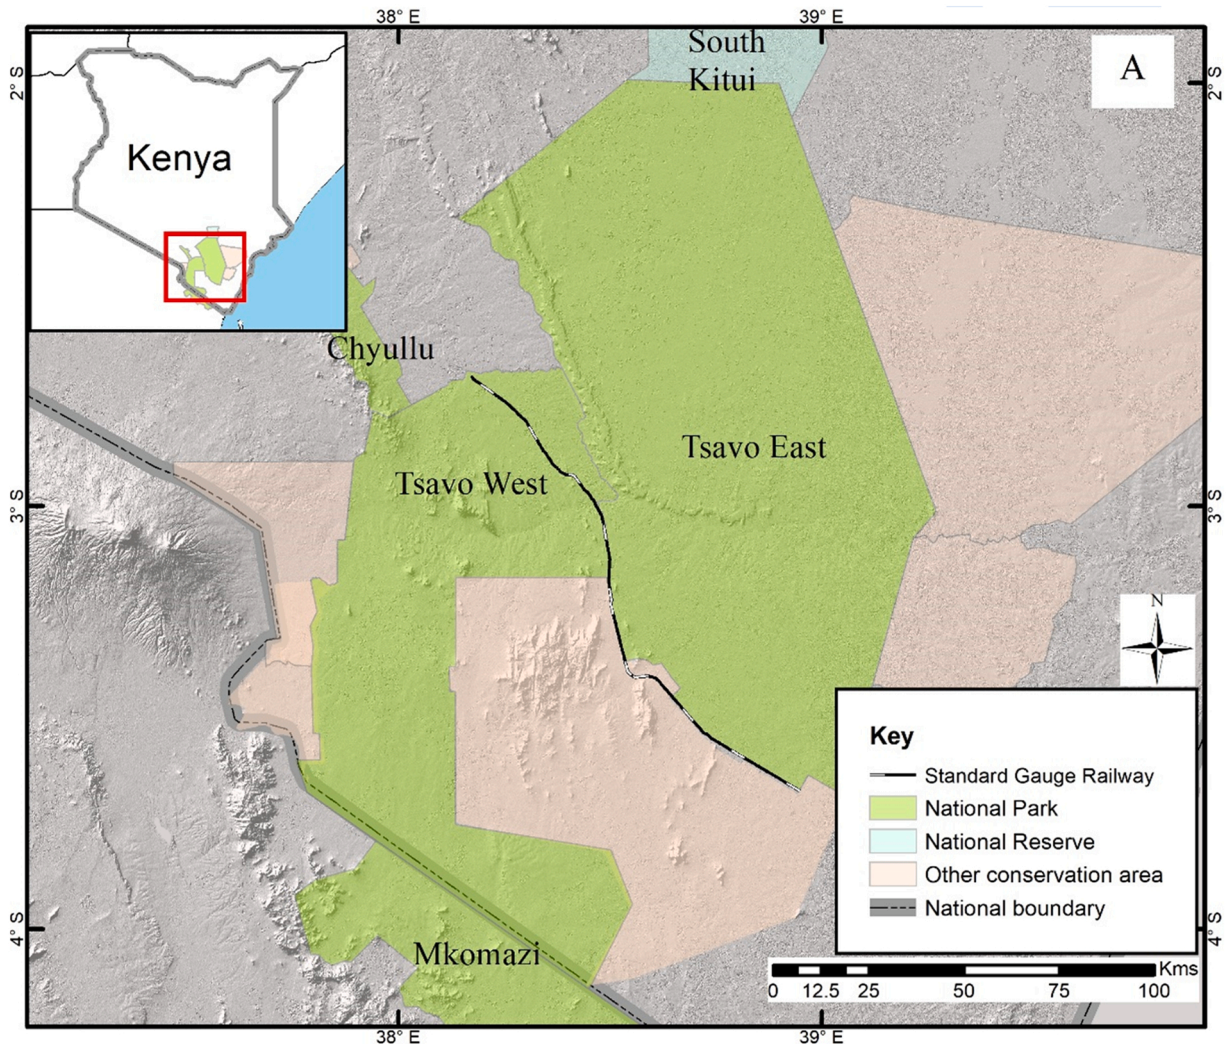 38° E
39° E
South
Kitui
A
2°S
2°S
Kenya
Chyullu
Tsavo East
Tsavo West
3°S
3°S
N
Key
Standard Gauge Railway
National Park
National Reserve
Other conservation area
National boundary
4°S
4°S
Mkomazi
Kms
0 12.5 25 50 75 100
38° E
39° E